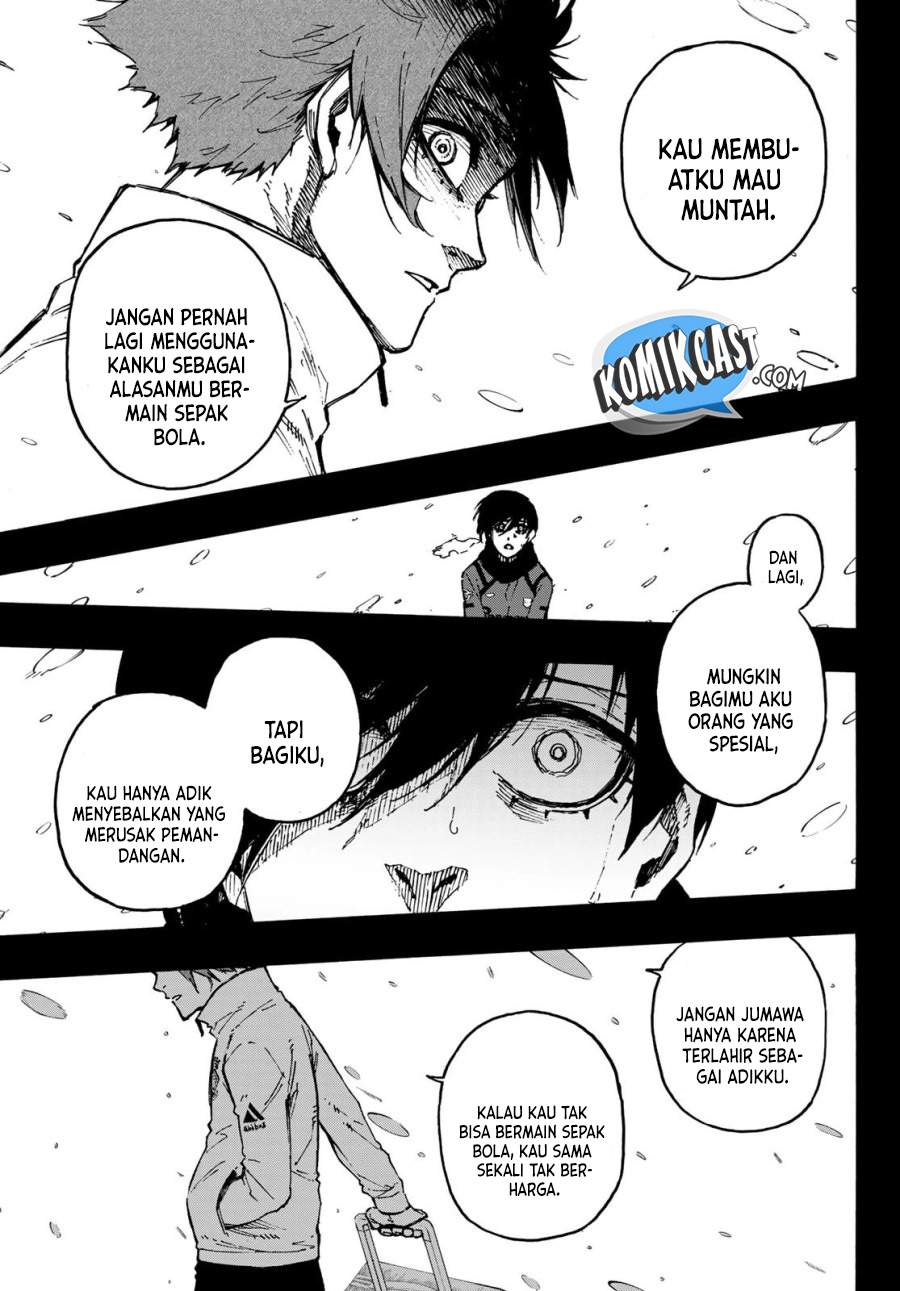 KAU MEMBU-
ATKU MAU
MUNTAH.
JANGAN PERNAH
LAGI MENGGUNA-
KANKU SEBAGAI
ALASANMU BER-
MAIN SEPAK
BOLA.
KOMIKCAST
.COM
DAN
LAGI,
MUNGKIN
BAGIMU AKU
ORANG YANG
SPESIAL,
TAPI
BAGIKU,
KAU HANYA ADIK
MENYEBALKAN YANG
MERUSAK PEMAN-
DANGAN.
JANGAN JUMAWA
HANYA KARENA
TERLAHIR SEBA-
GAI ADIKKU.
KALAU KAU TAK
BISA BERMAIN SEPAK
BOLA, KAU SAMA
SEKALI TAK BER-
HARGA.